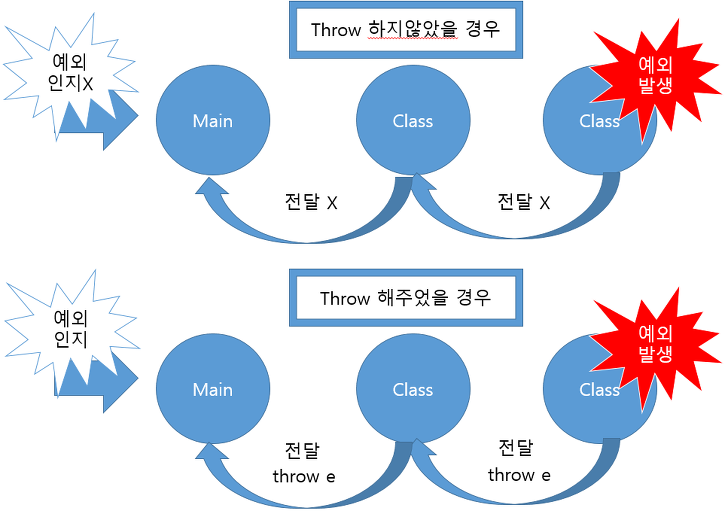 Throw 하지않았을 경우
예외
인지X
예외
발생
Main
Class
Class
전달 X
전달 X
Throw 해주었을 경우
예외
인지
예외
발생
Main
Class
Class
전달
throw e
전달
throw e